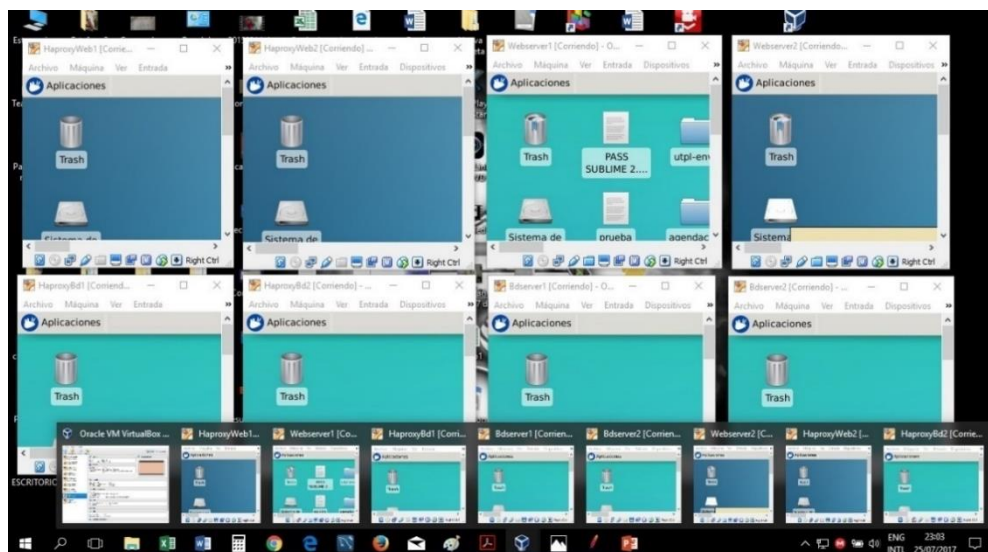 HaproxyWeb1 [Corrie...
HaproxyWeb2 [Corriendo] ...
Webserver1 [Corriendo] - O...
Webserver2 [Corriendo...
Archivo Máquina Ver Entrada
Archivo Máquina Ver Entrada Dispositivos
Archivo Máquina Ver Entrada Dispositivos
Archivo Máquina Ver Entrada
Aplicaciones
Aplicaciones
Aplicaciones
Aplicaciones
Trash
Trash
Trash
PASS
SUBLIME 2....
utpl-env
Trash
Sistema de
Sistema de
Sistema de
prueba
agendac
Sistema
Right Ctrl
Right Ctrl
Right Ctrl
Right Ctrl
HaproxyBd1 [Corriend...
HaproxyBd2 [Corriendo] - ...
Bdserver1 [Corriendo] - O...
Bdserver2 [Corriendo] - ...
Archivo Máquina Ver Entrada
Archivo Máquina Ver Entrada Dispositivos
Archivo Máquina Ver Entrada Dispositivos
Archivo Máquina Ver Entrada Dispositivos
Aplicaciones
Aplicaciones
Aplicaciones
Aplicaciones
Trash
Trash
Trash
Trash
Oracle VM VirtualBox ...
HaproxyWeb1...
Webserver1 [Co...
HaproxyBd1 [Corri...
Bdserver1 [Corrien...
Bdserver2 [Corrien...
Webserver2 [C...
HaproxyWeb2 [...
HaproxyBd2 [Corrie...
ESCRITORIO
ENG
INTL
23:03
25/07/2017